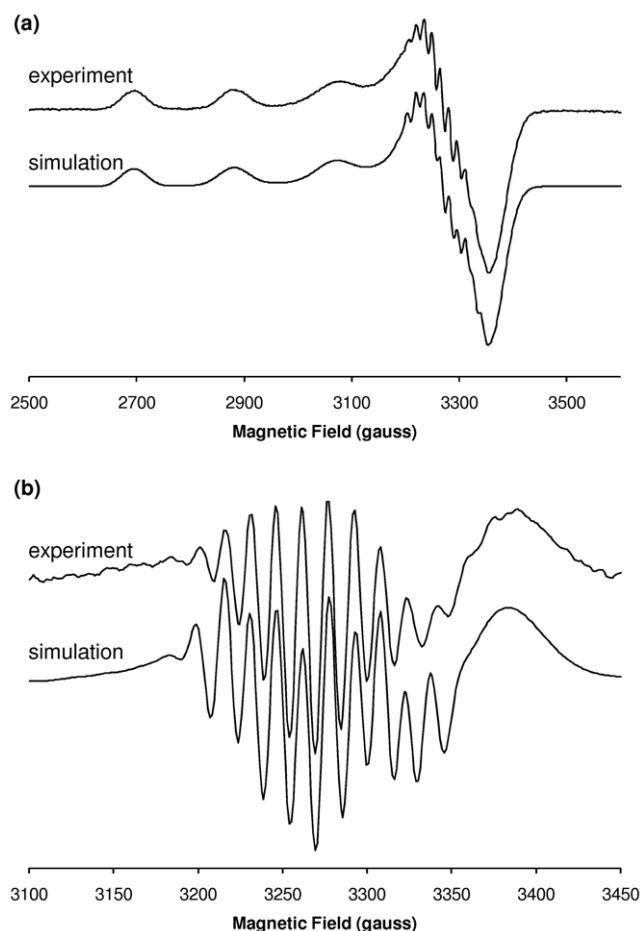 (a)
experiment
simulation
2500 2700 2900 3100 3300 3500
Magnetic Field (gauss)
(b)
experiment
simulation
3100 3150 3200 3250 3300 3350 3400 3450
Magnetic Field (gauss)